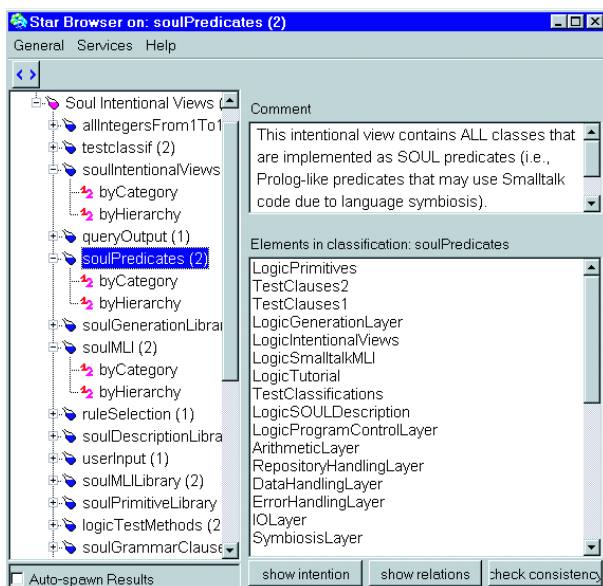 Star Browser on: soulPredicates (2)
General Services Help
Soul Intentional Views (
allIntegersFrom1To1
testclassif (2)
soulIntentionalViews
byCategory
byHierarchy
queryOutput (1)
soulPredicates (2)
byCategory
byHierarchy
soulGenerationLibrar
soulMLI (2)
byCategory
byHierarchy
ruleSelection (1)
soulDescriptionLibra
userInput (1)
soulMLILibrary (2)
soulPrimitiveLibrary
logicTestMethods (2
soulGrammarClause
Auto-spawn Results
Comment
This intentional view contains ALL classes that
are implemented as SOUL predicates (i.e.,
Prolog-like predicates that may use Smalltalk
code due to language symbiosis).
Elements in classification: soulPredicates
LogicPrimitives
TestClauses2
TestClauses1
LogicGenerationLayer
LogicIntentionalViews
LogicSmalltalkMLI
LogicTutorial
TestClassifications
LogicSOULDescription
LogicProgramControlLayer
ArithmeticLayer
RepositoryHandlingLayer
DataHandlingLayer
ErrorHandlingLayer
IOLayer
SymbiosisLayer
show intention
show relations
check consistency